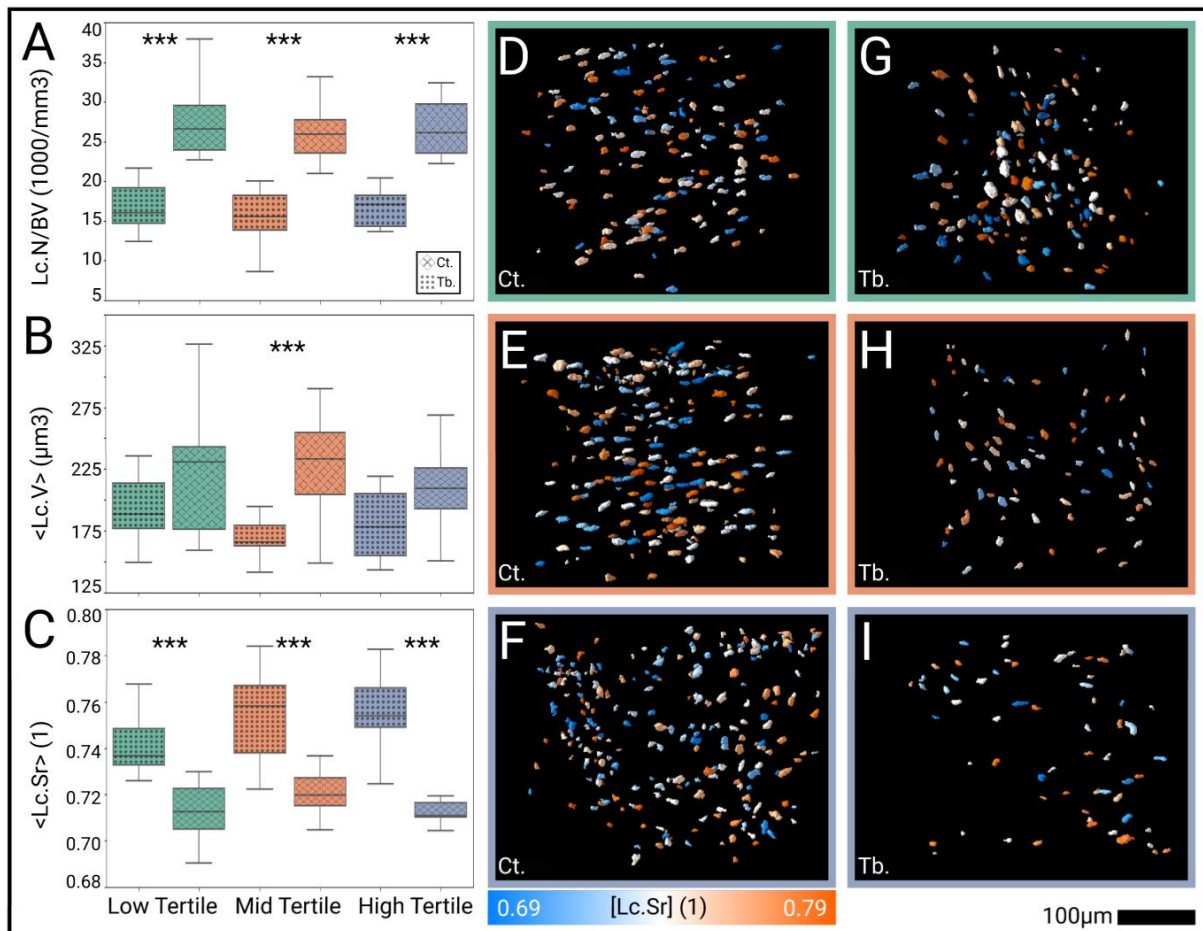 A
Lc.N/BV (1000/mm3)
40
35
30
25
20
15
10
5
*** *** ***
Ct.
Tb.
B
<Lc.V> (µm3)
325
275
225
175
125
***
C
<Lc.Sr> (1)
0.80
0.78
0.76
0.74
0.72
0.70
0.68
*** *** ***
Low Tertile Mid Tertile High Tertile
D
Ct.
G
Tb.
E
Ct.
H
Tb.
F
Ct.
I
Tb.
0.69 [Lc.Sr] (1) 0.79
100µm